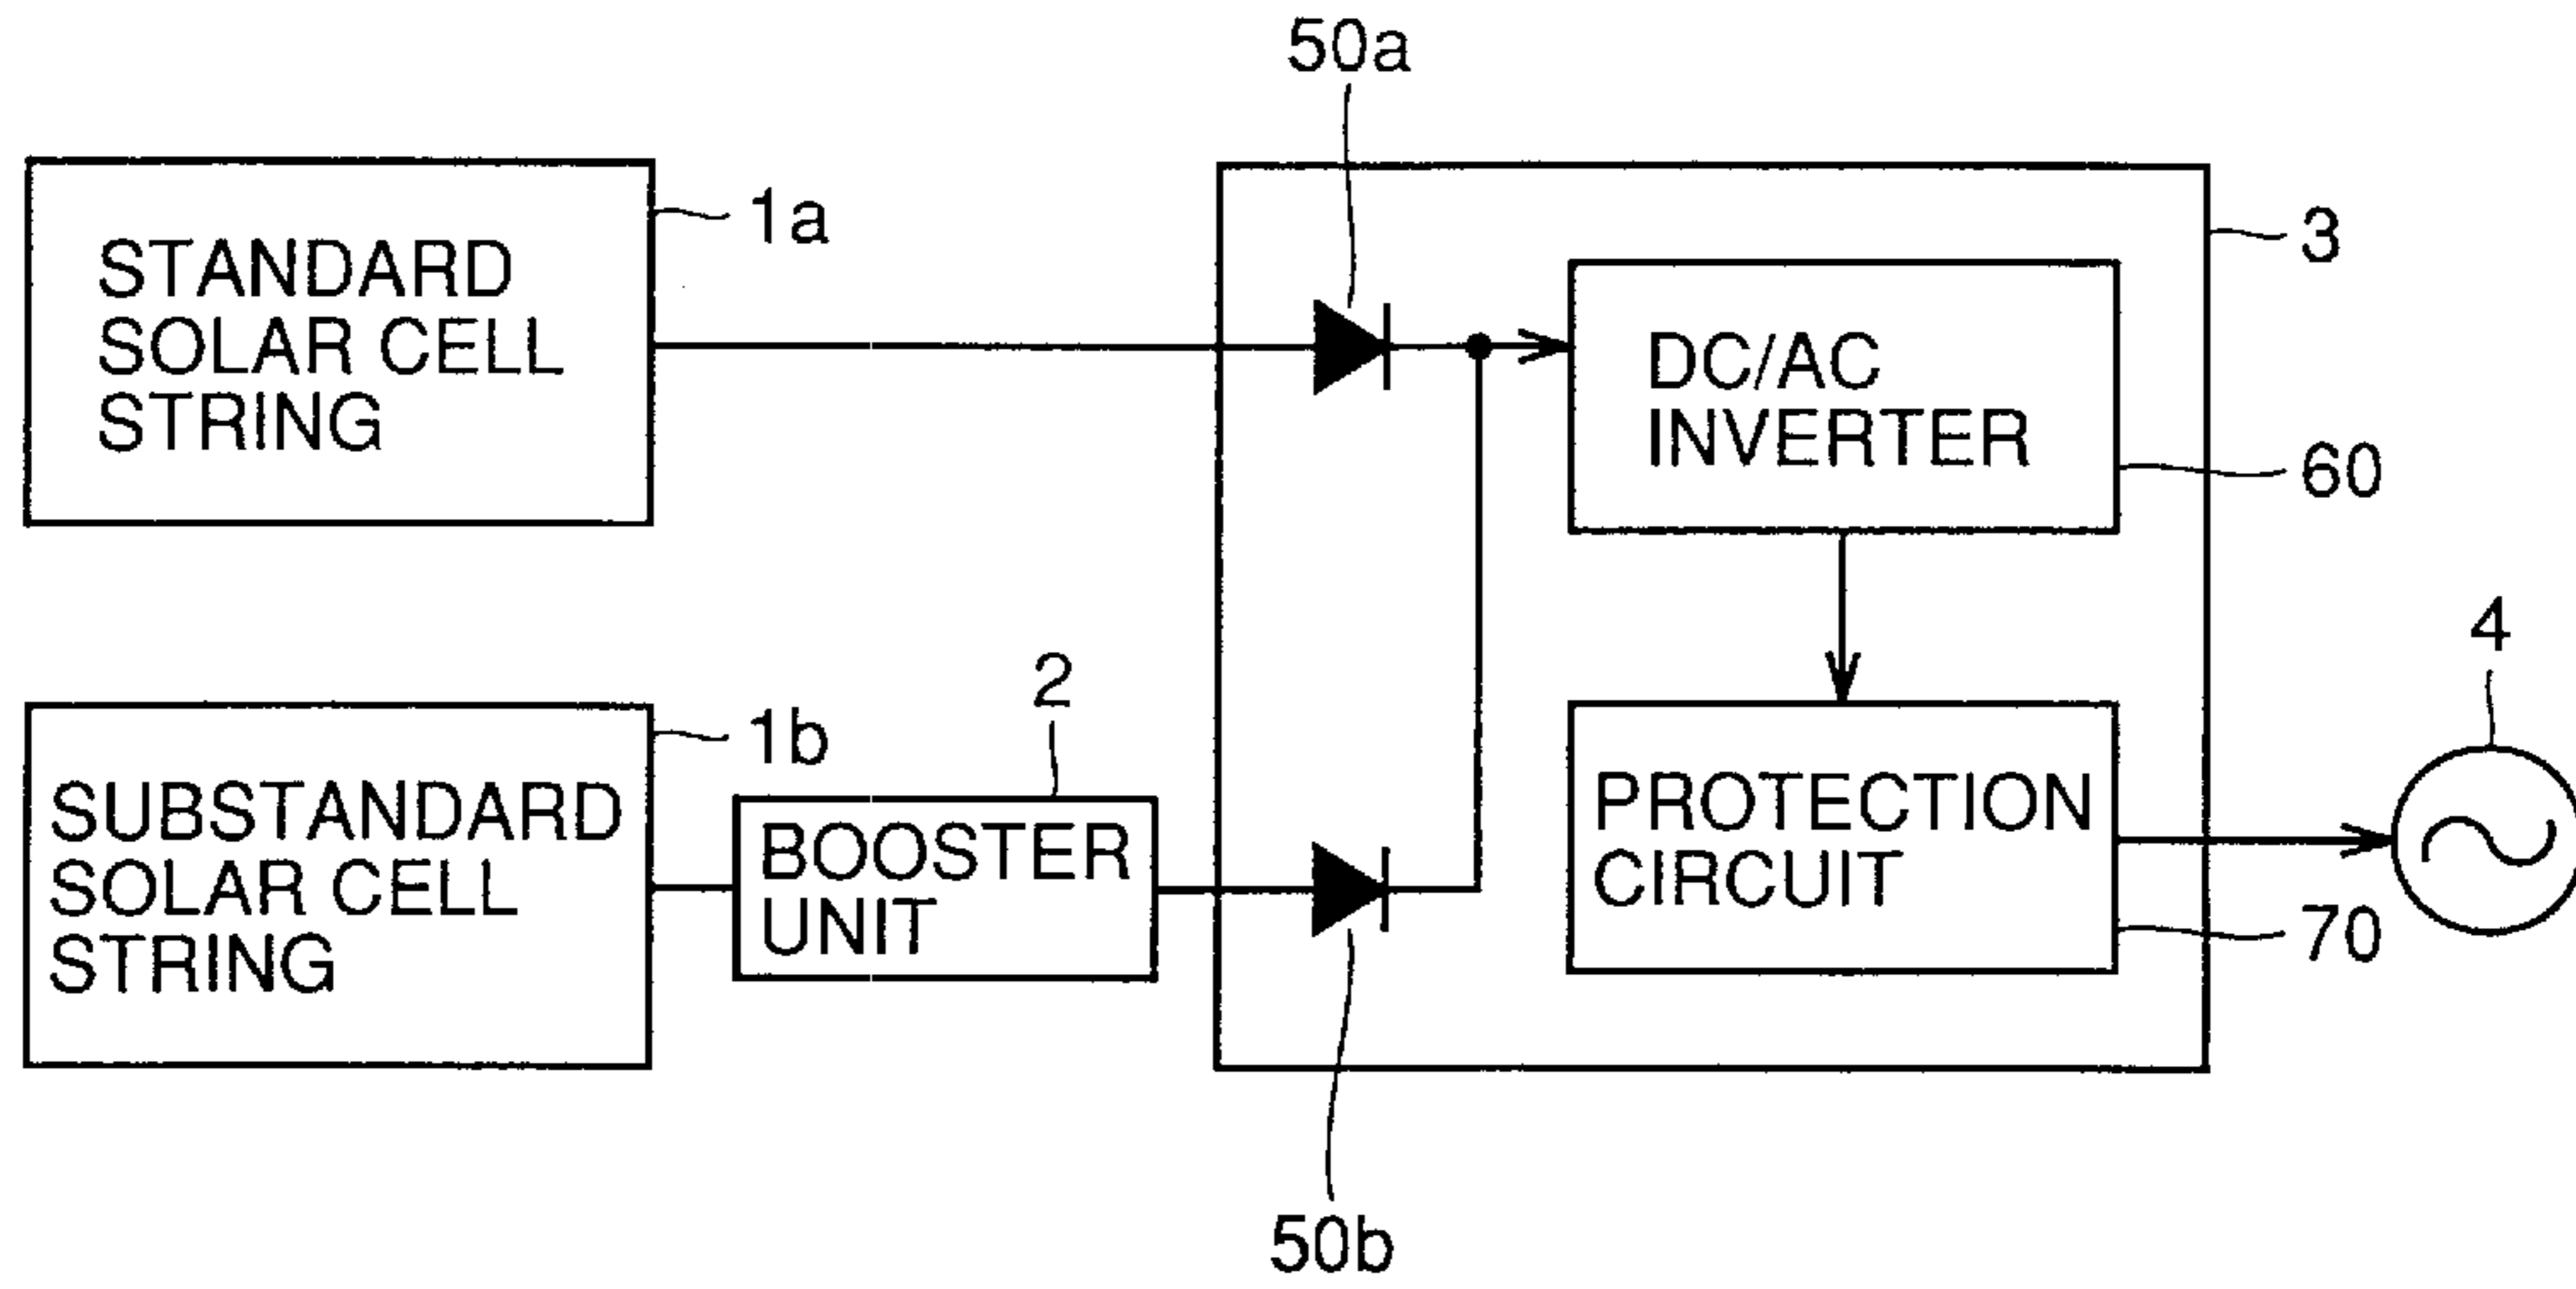 50a
STANDARD
SOLAR CELL
STRING
1a
3
DC/AC
INVERTER
60
SUBSTANDARD
SOLAR CELL
STRING
1b
2
BOOSTER
UNIT
PROTECTION
CIRCUIT
4
70
50b